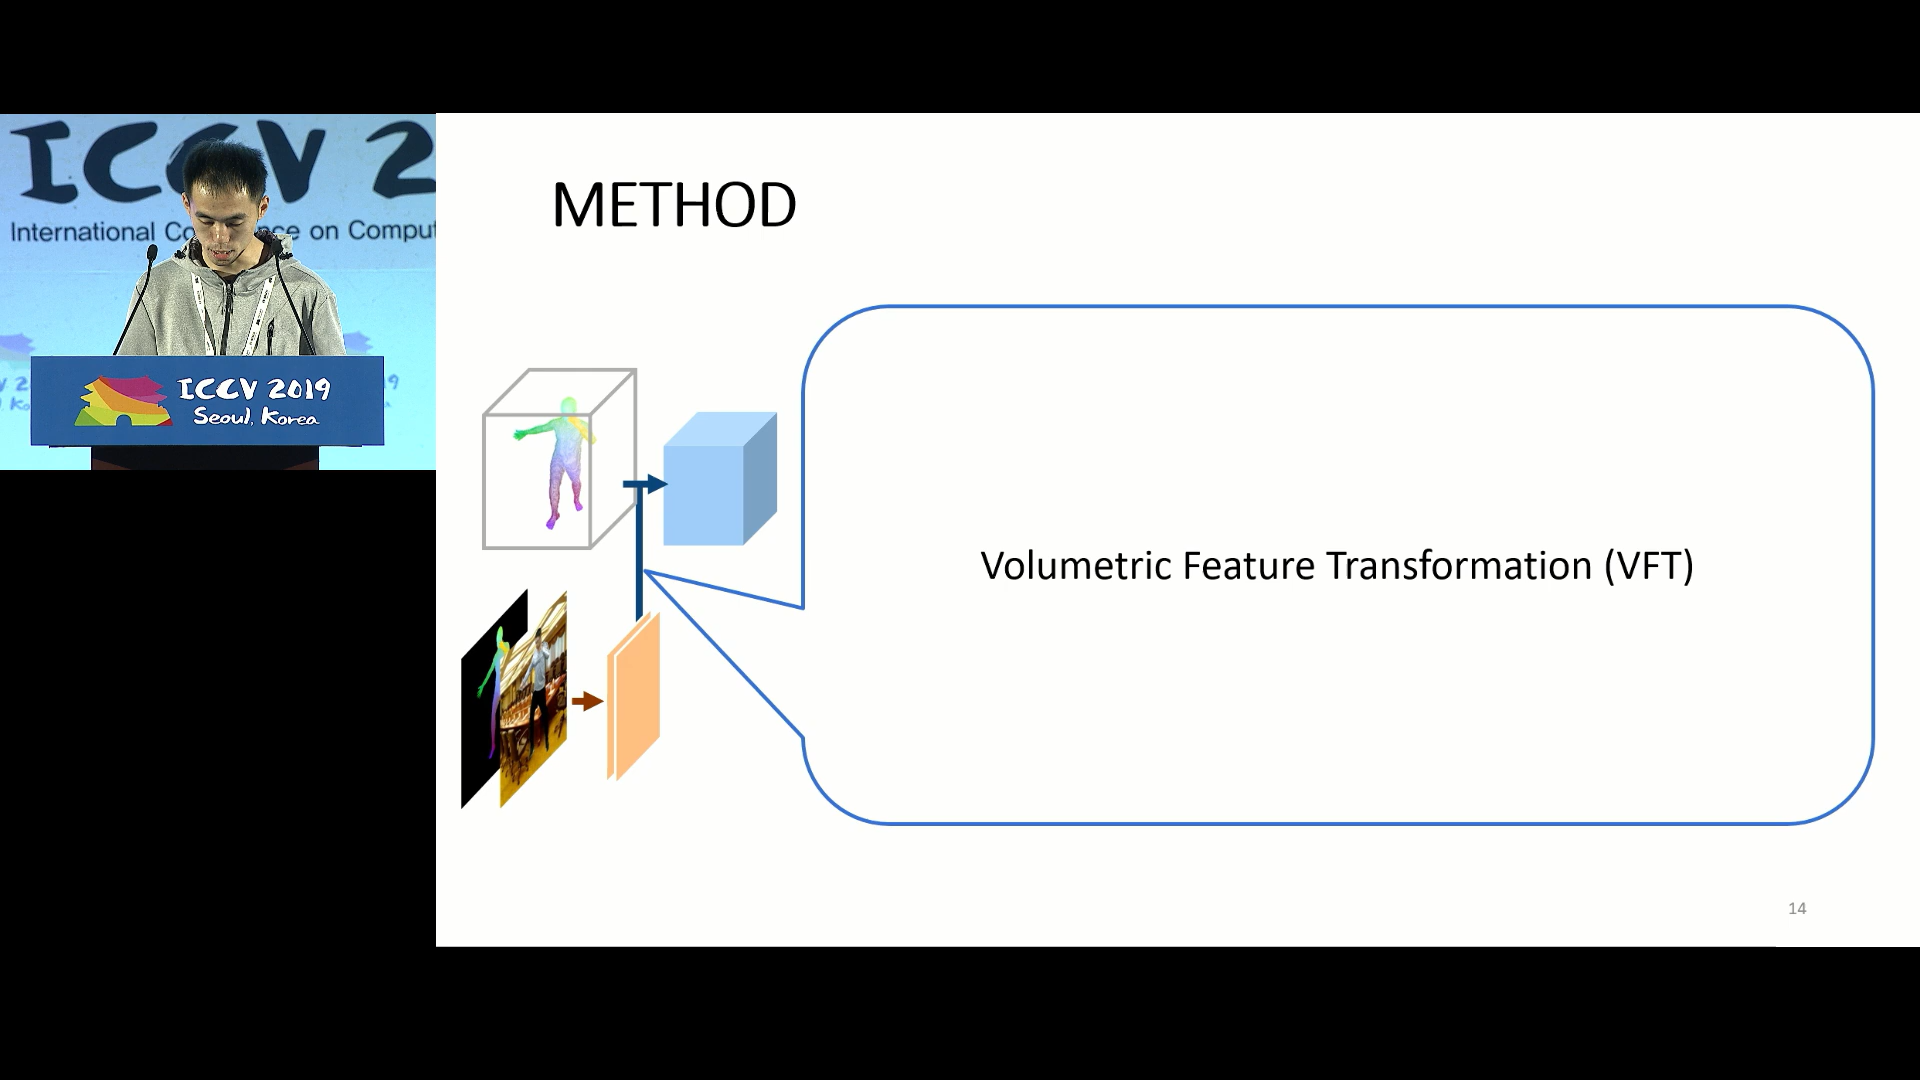 ICCV 2
International Co ce on Comput
ICCV 2019
Seoul, Korea
METHOD
Volumetric Feature Transformation (VFT)
14